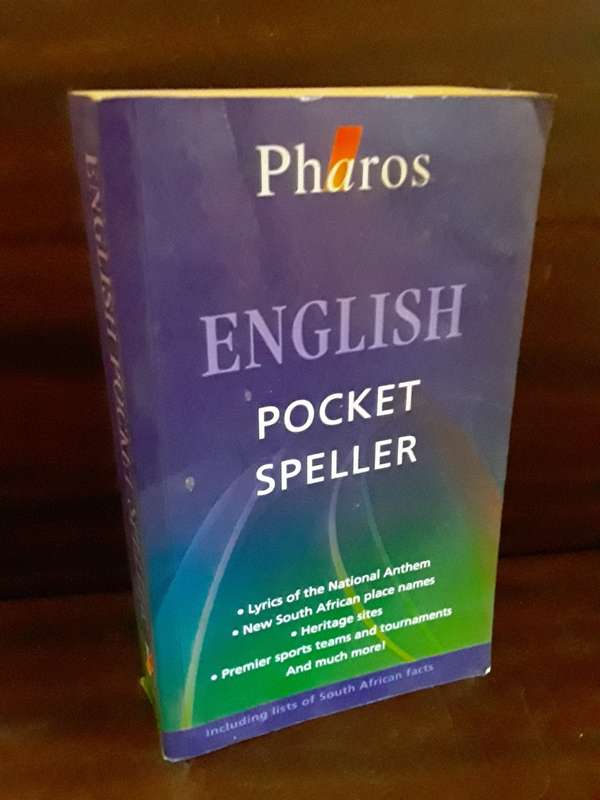 Pharos
ENGLISH
POCKET
SPELLER
• Lyrics of the National Anthem
• New South African place names
• Heritage sites
• Premier sports teams and tournaments
And much more!
Including lists of South African facts
ENGLISH POCKET SPELLER